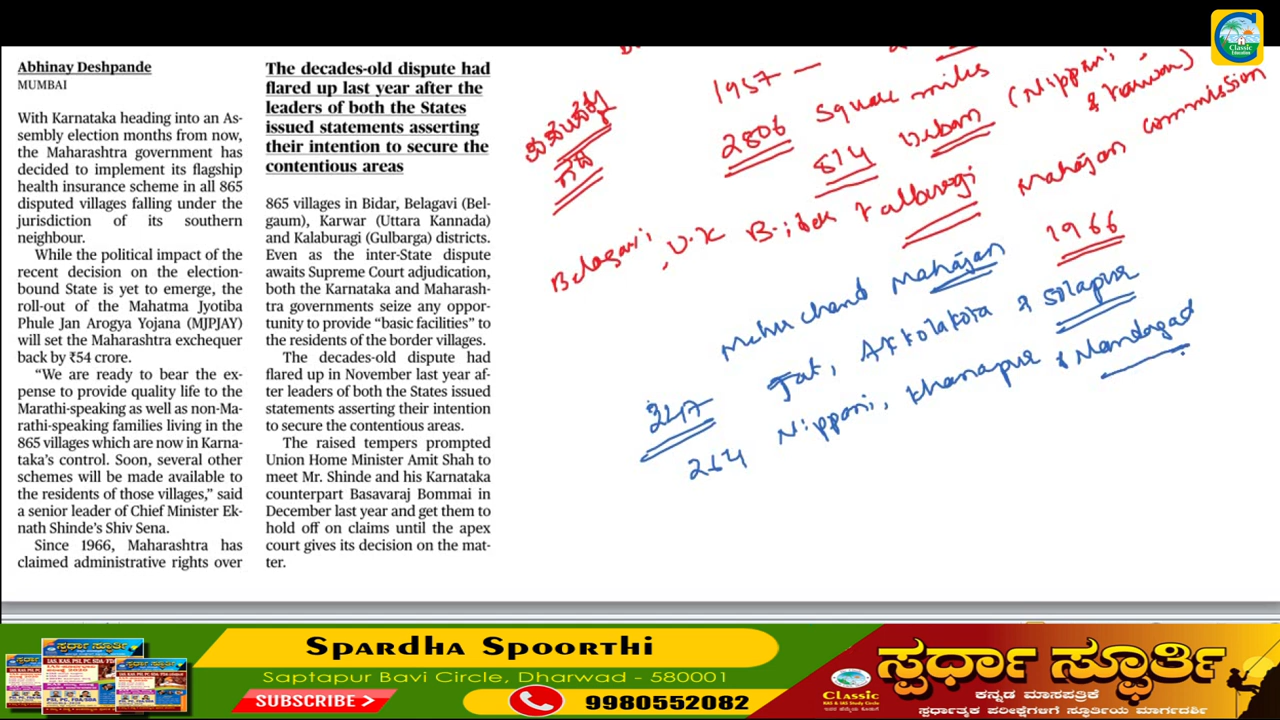 Classic
Education
Abhinay Deshpande
MUMBAI
With Karnataka heading into an As-
sembly election months from now,
the Maharashtra government has
decided to implement its flagship
health insurance scheme in all 865
disputed villages falling under the
jurisdiction of its southern
neighbour.
While the political impact of the
recent decision on the election-
bound State is yet to emerge, the
roll-out of the Mahatma Jyotiba
Phule Jan Arogya Yojana (MJPJAY)
will set the Maharashtra exchequer
back by ₹54 crore.
“We are ready to bear the ex-
pense to provide quality life to the
Marathi-speaking as well as non-Ma-
rathi-speaking families living in the
865 villages which are now in Karna-
taka’s control. Soon, several other
schemes will be made available to
the residents of those villages,” said
a senior leader of Chief Minister Ek-
nath Shinde’s Shiv Sena.
Since 1966, Maharashtra has
claimed administrative rights over
The decades-old dispute had
flared up last year after the
leaders of both the States
issued statements asserting
their intention to secure the
contentious areas
865 villages in Bidar, Belagavi (Bel-
gaum), Karwar (Uttara Kannada)
and Kalaburagi (Gulbarga) districts.
Even as the inter-State dispute
awaits Supreme Court adjudication,
both the Karnataka and Maharash-
tra governments seize any oppor-
tunity to provide “basic facilities” to
the residents of the border villages.
The decades-old dispute had
flared up in November last year af-
ter leaders of both the States issued
statements asserting their intention
to secure the contentious areas.
The raised tempers prompted
Union Home Minister Amit Shah to
meet Mr. Shinde and his Karnataka
counterpart Basavaraj Bommai in
December last year and get them to
hold off on claims until the apex
court gives its decision on the mat-
ter.
1957 –
2806 Square miles
814 (Nippani,
&
Belagavi, U.K
Mahajan commission
Mahajan 1966
Jat, Akkolakota & Solapur
247 Nippani, Khanapur & Nandagad
264
Spardha Spoorthi
Saptapur Bavi Circle, Dharwad - 580001
SUBSCRIBE
9980552082
Classic
KAS & IAS Study Circle
ಸ್ಪರ್ಧಾ ಸ್ಫೂರ್ತಿ
ಕನ್ನಡ ಮಾಸಪತ್ರಿಕೆ
ಸ್ಪರ್ಧಾತ್ಮಕ ಪರೀಕ್ಷೆಗಳಿಗೆ ಸ್ಫೂರ್ತಿಯ ಮಾರ್ಗದರ್ಶಿ